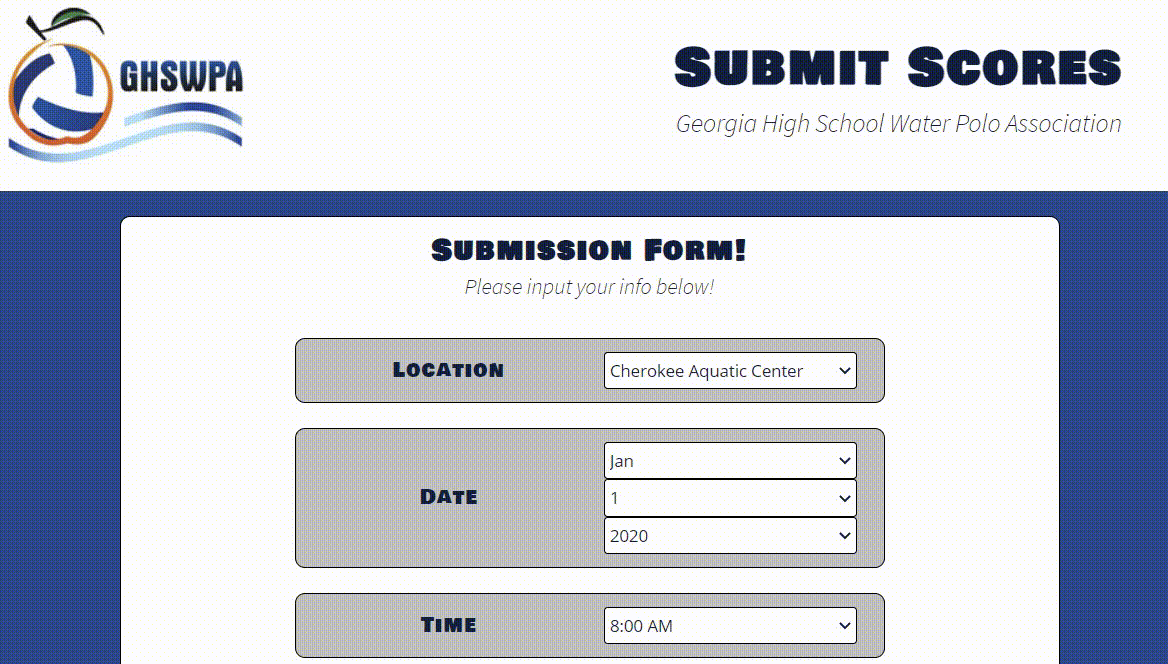 GHSWPA
Submit Scores
Georgia High School Water Polo Association
Submission Form!
Please input your info below!
Location
Cherokee Aquatic Center
Date
Jan
1
2020
Time
8:00 AM